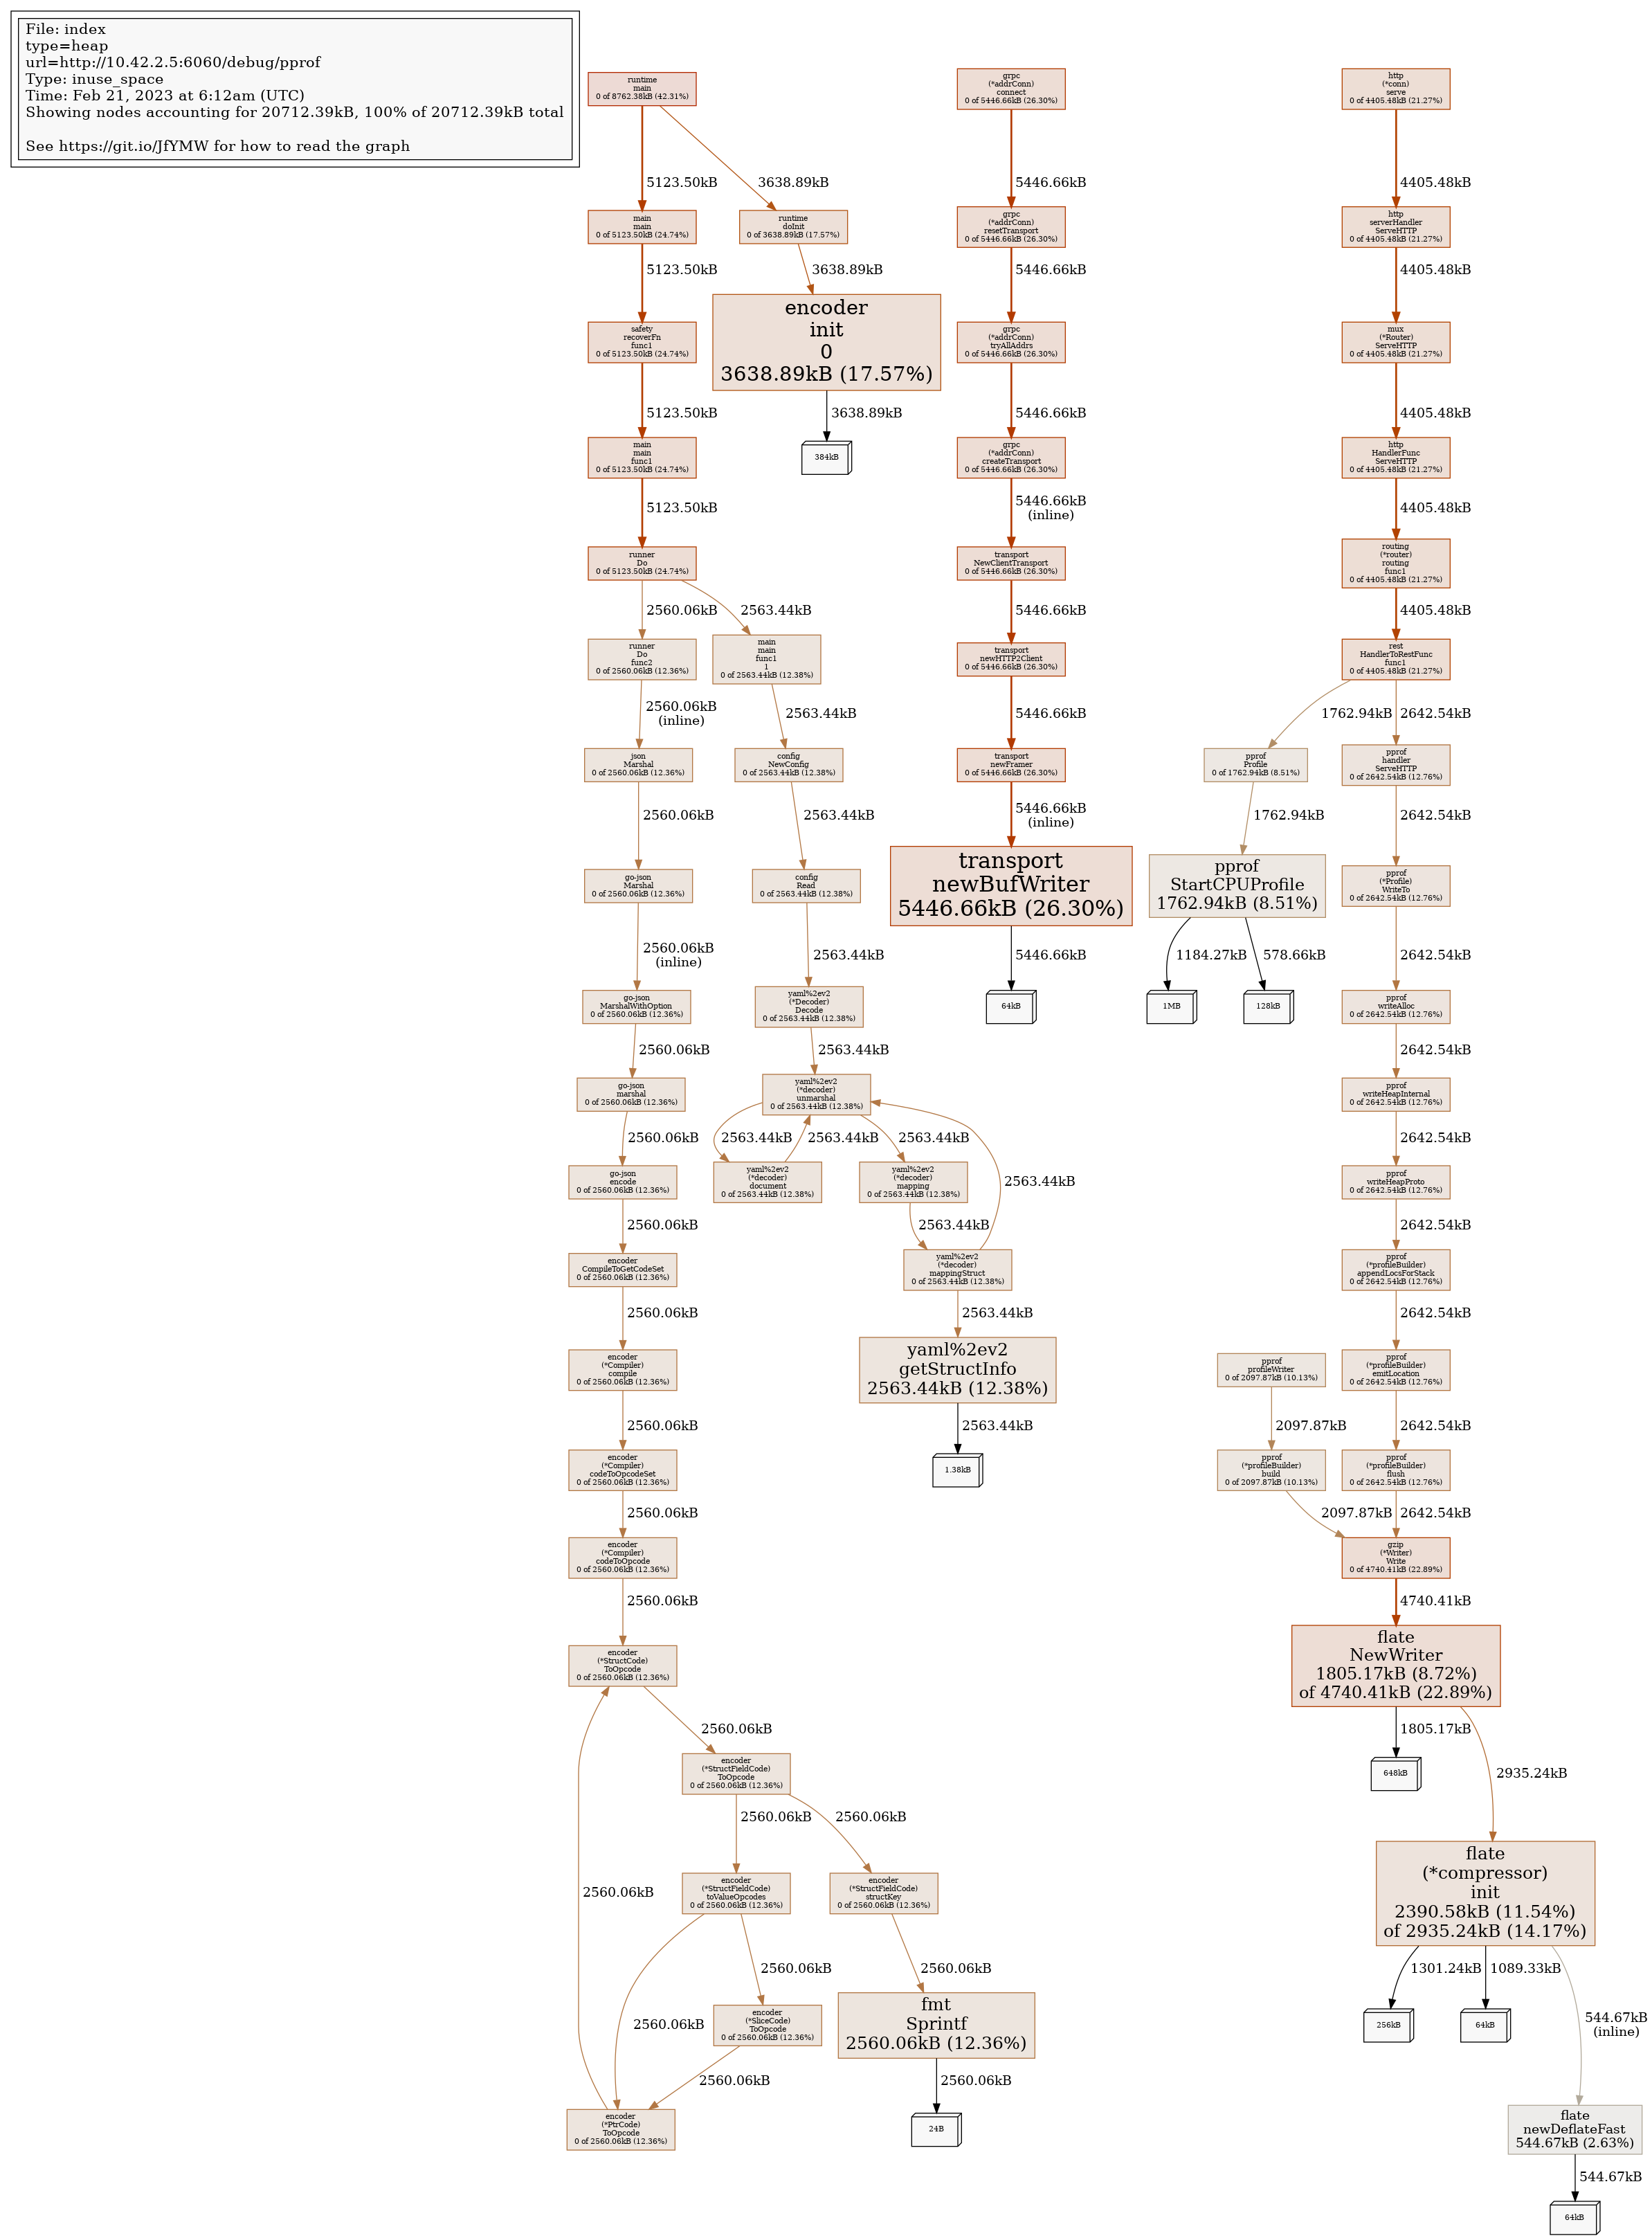 File: index
type=heap
url=http://10.42.2.5:6060/debug/pprof
Type: inuse_space
Time: Feb 21, 2023 at 6:12am (UTC)
Showing nodes accounting for 20712.39kB, 100% of 20712.39kB total
See https://git.io/JfYMW for how to read the graph
runtime
main
0 of 8762.38kB (42.31%)
5123.50kB
3638.89kB
main
main
0 of 5123.50kB (24.74%)
runtime
doInit
0 of 3638.89kB (17.57%)
5123.50kB
3638.89kB
safety
recoverFn
func1
0 of 5123.50kB (24.74%)
encoder
init
0
3638.89kB (17.57%)
5123.50kB
3638.89kB
384kB
main
main
func1
0 of 5123.50kB (24.74%)
5123.50kB
runner
Do
0 of 5123.50kB (24.74%)
2560.06kB
2563.44kB
runner
Do
func2
0 of 2560.06kB (12.36%)
2560.06kB
(inline)
json
Marshal
0 of 2560.06kB (12.36%)
2560.06kB
go-json
Marshal
0 of 2560.06kB (12.36%)
2560.06kB
(inline)
go-json
MarshalWithOption
0 of 2560.06kB (12.36%)
2560.06kB
go-json
marshal
0 of 2560.06kB (12.36%)
2560.06kB
go-json
encode
0 of 2560.06kB (12.36%)
2560.06kB
encoder
CompileToGetCodeSet
0 of 2560.06kB (12.36%)
2560.06kB
encoder
(*Compiler)
compile
0 of 2560.06kB (12.36%)
2560.06kB
encoder
(*Compiler)
codeToOpcodeSet
0 of 2560.06kB (12.36%)
2560.06kB
encoder
(*Compiler)
codeToOpcode
0 of 2560.06kB (12.36%)
2560.06kB
encoder
(*StructCode)
ToOpcode
0 of 2560.06kB (12.36%)
2560.06kB
encoder
(*StructFieldCode)
ToOpcode
0 of 2560.06kB (12.36%)
2560.06kB
2560.06kB
2560.06kB
encoder
(*StructFieldCode)
toValueOpcodes
0 of 2560.06kB (12.36%)
encoder
(*StructFieldCode)
structKey
0 of 2560.06kB (12.36%)
2560.06kB
2560.06kB
2560.06kB
encoder
(*SliceCode)
ToOpcode
0 of 2560.06kB (12.36%)
fmt
Sprintf
2560.06kB (12.36%)
2560.06kB
2560.06kB
encoder
(*PtrCode)
ToOpcode
0 of 2560.06kB (12.36%)
24B
main
main
func1
1
0 of 2563.44kB (12.38%)
2563.44kB
config
NewConfig
0 of 2563.44kB (12.38%)
2563.44kB
config
Read
0 of 2563.44kB (12.38%)
2563.44kB
yaml%2ev2
(*Decoder)
Decode
0 of 2563.44kB (12.38%)
2563.44kB
yaml%2ev2
(*decoder)
unmarshal
0 of 2563.44kB (12.38%)
2563.44kB
2563.44kB
2563.44kB
yaml%2ev2
(*decoder)
document
0 of 2563.44kB (12.38%)
yaml%2ev2
(*decoder)
mapping
0 of 2563.44kB (12.38%)
2563.44kB
2563.44kB
yaml%2ev2
(*decoder)
mappingStruct
0 of 2563.44kB (12.38%)
2563.44kB
yaml%2ev2
getStructInfo
2563.44kB (12.38%)
2563.44kB
1.38kB
grpc
(*addrConn)
connect
0 of 5446.66kB (26.30%)
5446.66kB
grpc
(*addrConn)
resetTransport
0 of 5446.66kB (26.30%)
5446.66kB
grpc
(*addrConn)
tryAllAddrs
0 of 5446.66kB (26.30%)
5446.66kB
grpc
(*addrConn)
createTransport
0 of 5446.66kB (26.30%)
5446.66kB
(inline)
transport
NewClientTransport
0 of 5446.66kB (26.30%)
5446.66kB
transport
newHTTP2Client
0 of 5446.66kB (26.30%)
5446.66kB
transport
newFramer
0 of 5446.66kB (26.30%)
5446.66kB
(inline)
transport
newBufWriter
5446.66kB (26.30%)
5446.66kB
64kB
http
(*conn)
serve
0 of 4405.48kB (21.27%)
4405.48kB
http
serverHandler
ServeHTTP
0 of 4405.48kB (21.27%)
4405.48kB
mux
(*Router)
ServeHTTP
0 of 4405.48kB (21.27%)
4405.48kB
http
HandlerFunc
ServeHTTP
0 of 4405.48kB (21.27%)
4405.48kB
routing
(*router)
routing
func1
0 of 4405.48kB (21.27%)
4405.48kB
rest
HandlerToRestFunc
func1
0 of 4405.48kB (21.27%)
1762.94kB
2642.54kB
pprof
Profile
0 of 1762.94kB (8.51%)
1762.94kB
pprof
StartCPUProfile
1762.94kB (8.51%)
1184.27kB
578.66kB
1MB
128kB
pprof
handler
ServeHTTP
0 of 2642.54kB (12.76%)
2642.54kB
pprof
(*Profile)
WriteTo
0 of 2642.54kB (12.76%)
2642.54kB
pprof
writeAlloc
0 of 2642.54kB (12.76%)
2642.54kB
pprof
writeHeapInternal
0 of 2642.54kB (12.76%)
2642.54kB
pprof
writeHeapProto
0 of 2642.54kB (12.76%)
2642.54kB
pprof
(*profileBuilder)
appendLocsForStack
0 of 2642.54kB (12.76%)
2642.54kB
pprof
profileWriter
0 of 2097.87kB (10.13%)
pprof
(*profileBuilder)
emitLocation
0 of 2642.54kB (12.76%)
2097.87kB
2642.54kB
pprof
(*profileBuilder)
build
0 of 2097.87kB (10.13%)
pprof
(*profileBuilder)
flush
0 of 2642.54kB (12.76%)
2097.87kB
2642.54kB
gzip
(*Writer)
Write
0 of 4740.41kB (22.89%)
4740.41kB
flate
NewWriter
1805.17kB (8.72%)
of 4740.41kB (22.89%)
1805.17kB
2935.24kB
648kB
flate
(*compressor)
init
2390.58kB (11.54%)
of 2935.24kB (14.17%)
1301.24kB
1089.33kB
544.67kB
(inline)
256kB
64kB
flate
newDeflateFast
544.67kB (2.63%)
544.67kB
64kB